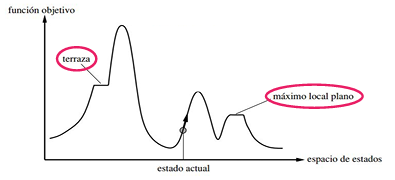 función objetivo
terraza
máximo local plano
espacio de estados
estado actual